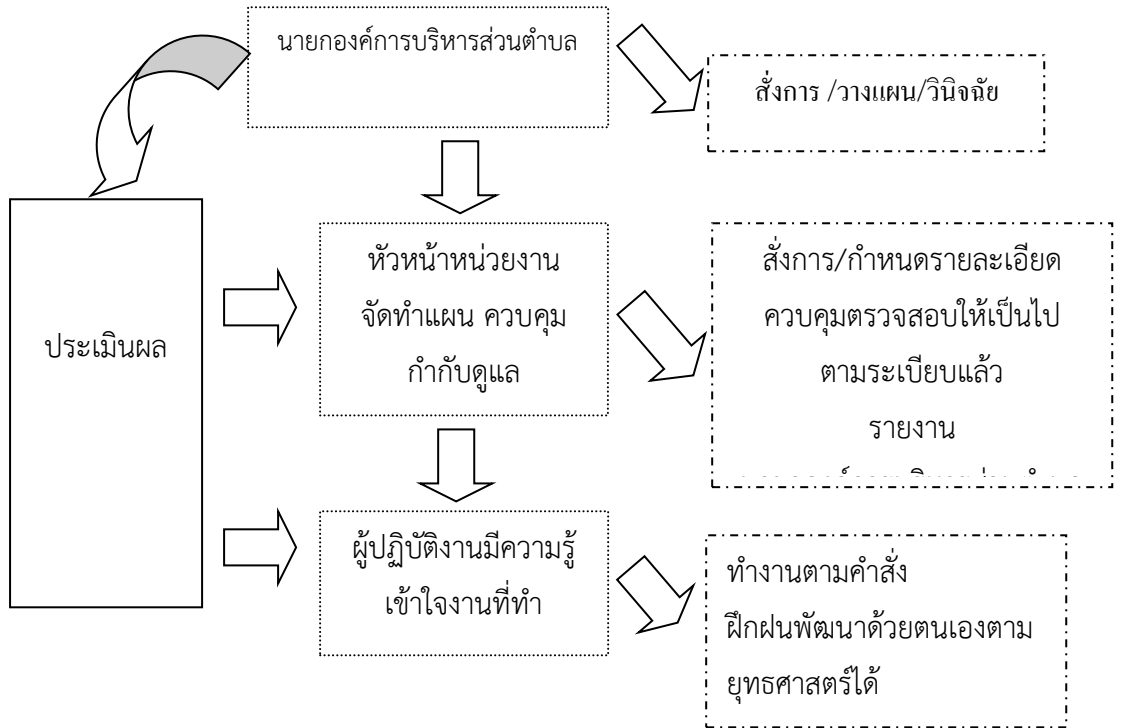 นายกองค์การบริหารส่วนตำบล
สั่งการ /วางแผน/วินิจฉัย
ประเมินผล
หัวหน้าหน่วยงาน
จัดทำแผน ควบคุม
กำกับดูแล
สั่งการ/กำหนดรายละเอียด
ควบคุมตรวจสอบให้เป็นไป
ตามระเบียบแล้ว
รายงาน
ผู้ปฏิบัติงานมีความรู้
เข้าใจงานที่ทำ
ทำงานตามคำสั่ง
ฝึกฝนพัฒนาด้วยตนเองตาม
ยุทธศาสตร์ได้